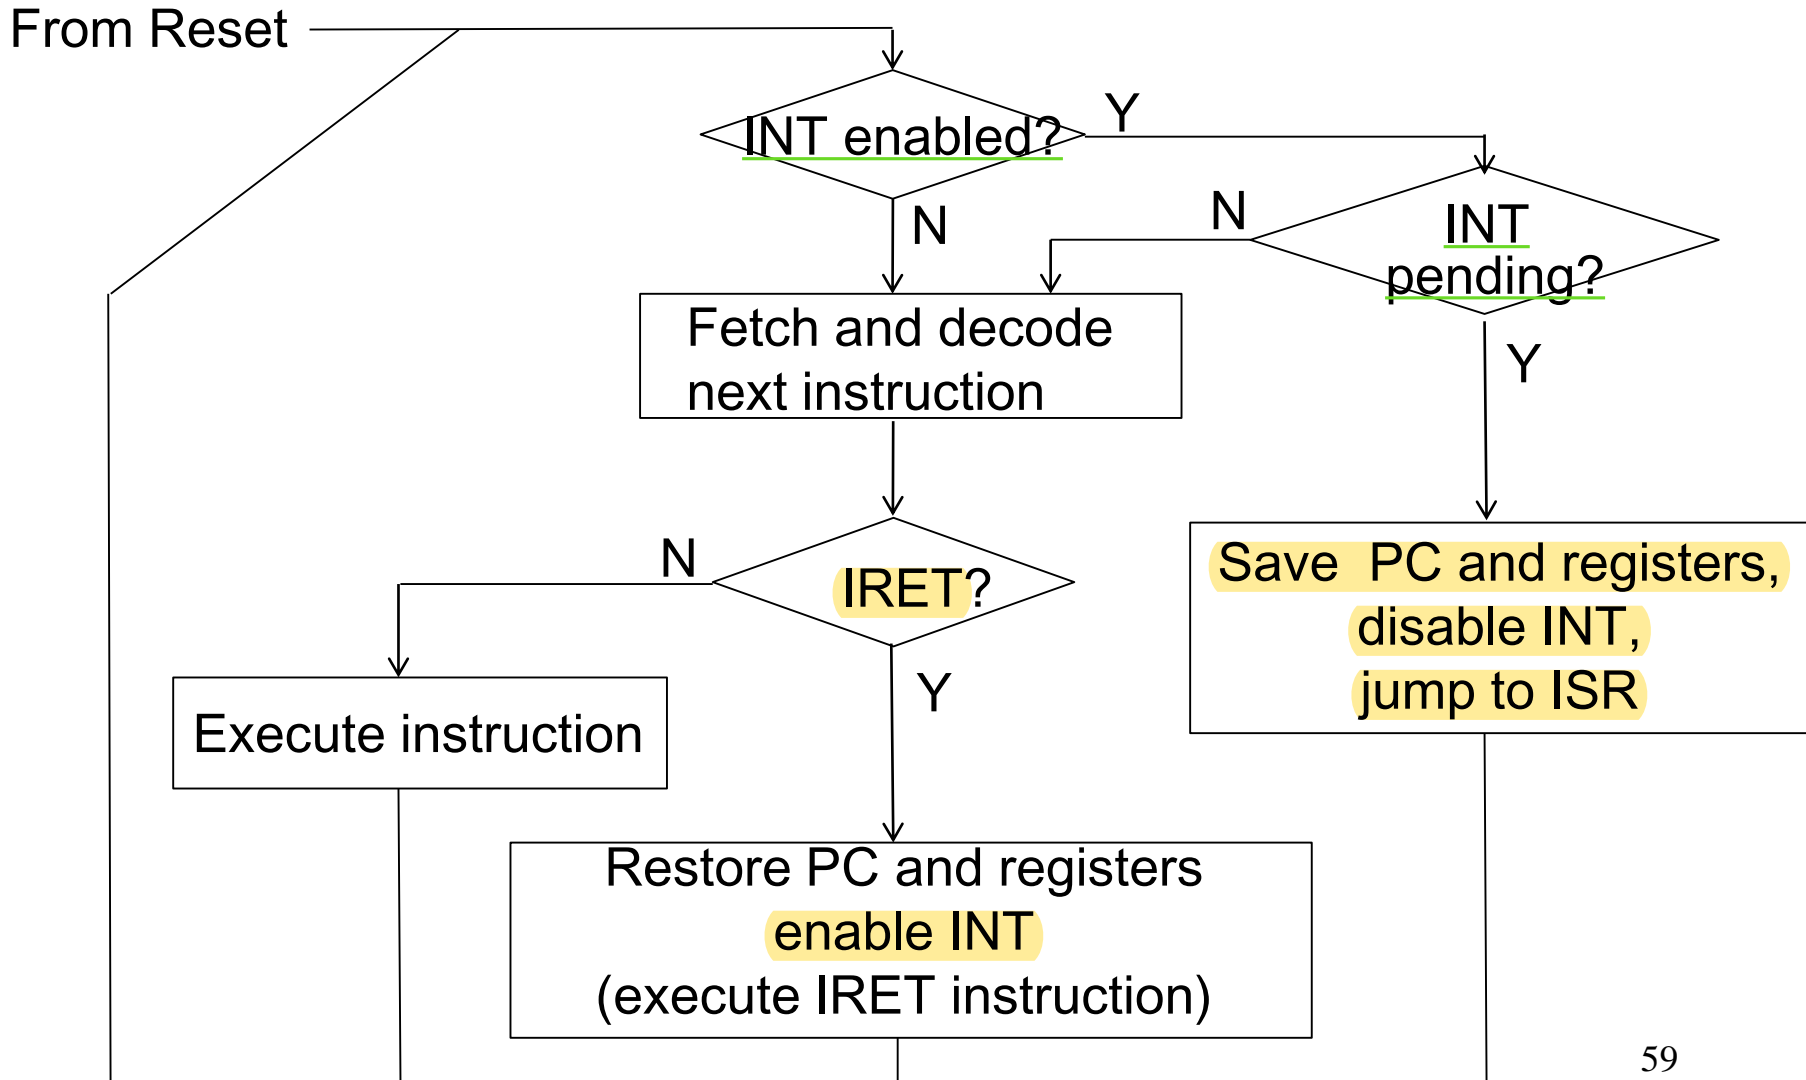 From Reset
INT enabled?
Y
N
N
INT
pending?
Y
Fetch and decode
next instruction
N
IRET?
Y
Save  PC and registers,
disable INT,
jump to ISR
Execute instruction
Restore PC and registers
enable INT
(execute IRET instruction)
59